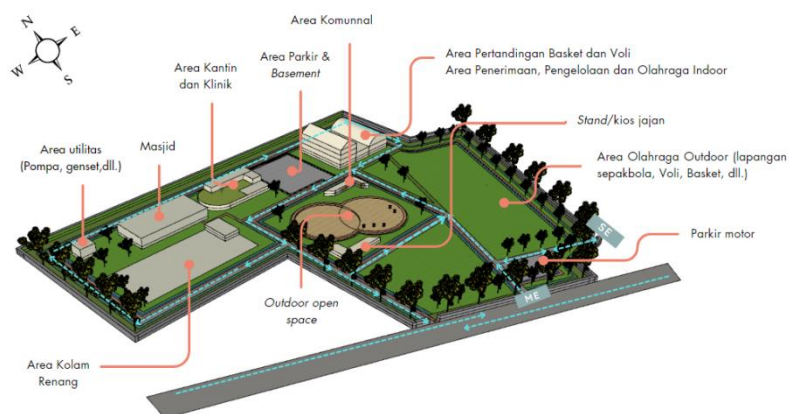 N
E
W
S
Area Komunnal
Area Parkir &
Basement
Area Pertandingan Basket dan Voli
Area Penerimaan, Pengelolaan dan Olahraga Indoor
Area Kantin
dan Klinik
Stand/kios jajan
Area utilitas
(Pompa, genset,dll.)
Masjid
Area Olahraga Outdoor (lapangan
sepakbola, Voli, Basket, dll.)
SE
Parkir motor
ME
Outdoor open
space
Area Kolam
Renang